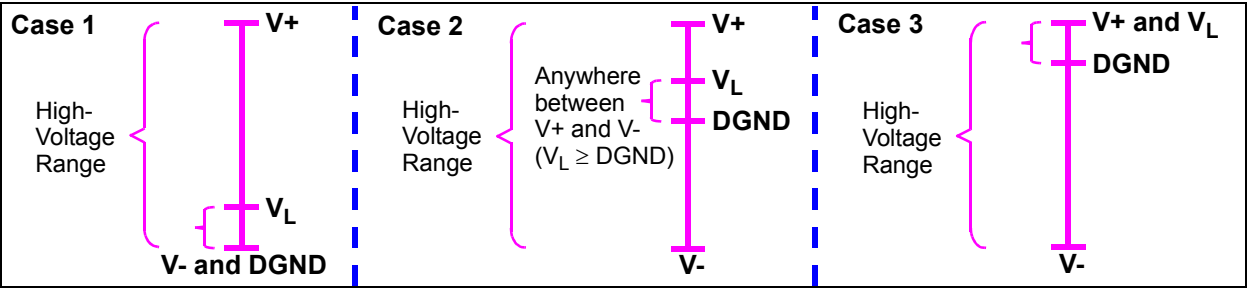 Case 1
V+
High-
Voltage
Range
VL
V- and DGND
Case 2
V+
Anywhere
between
V+ and V-
(VL ≥ DGND)
High-
Voltage
Range
VL
DGND
V-
Case 3
V+ and VL
DGND
High-
Voltage
Range
V-